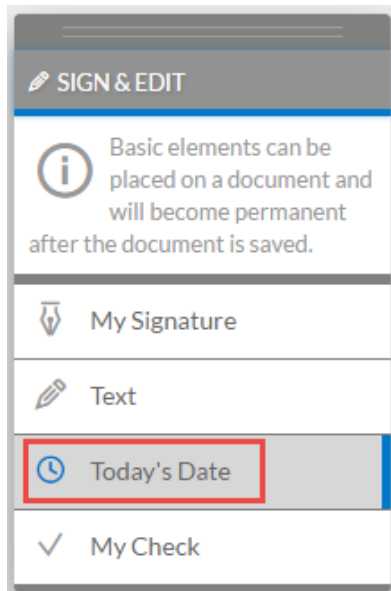 SIGN & EDIT
Basic elements can be
placed on a document and
will become permanent
after the document is saved.
My Signature
Text
Today's Date
My Check